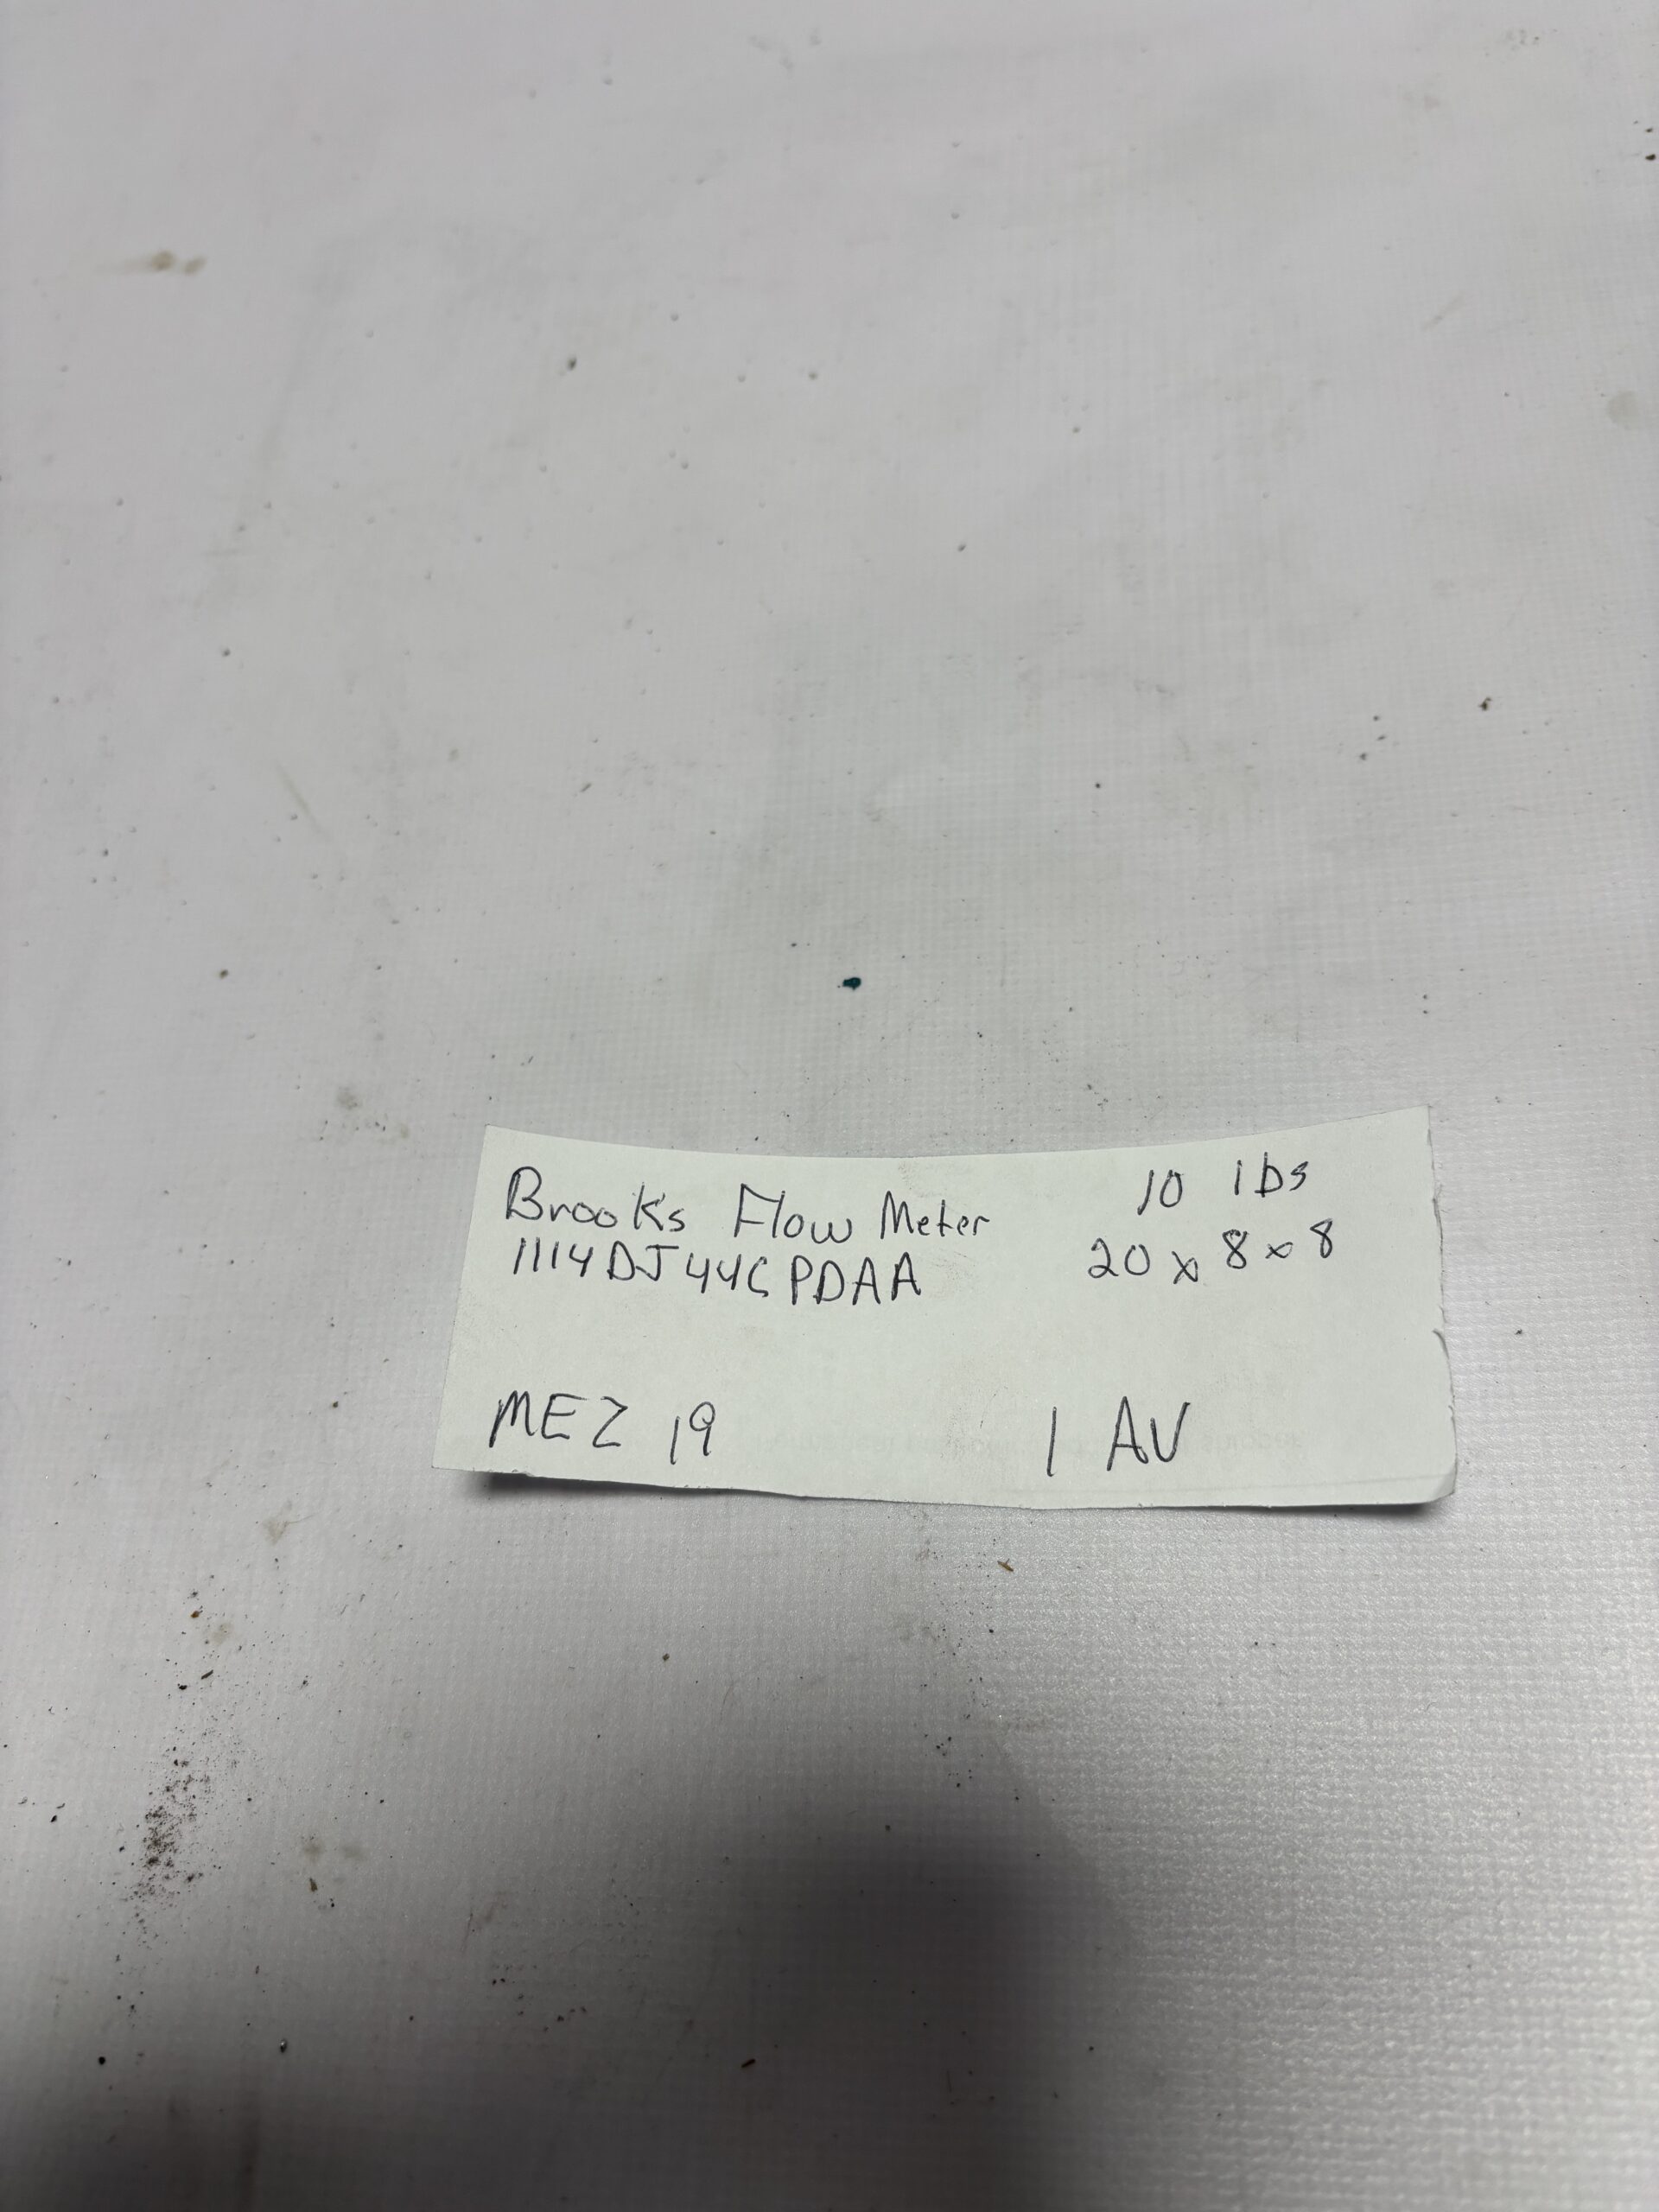 Brooks Flow Meter 10 lbs
1114DJ44CPDAA 20 x 8 x 8
MEZ 19 1 AV